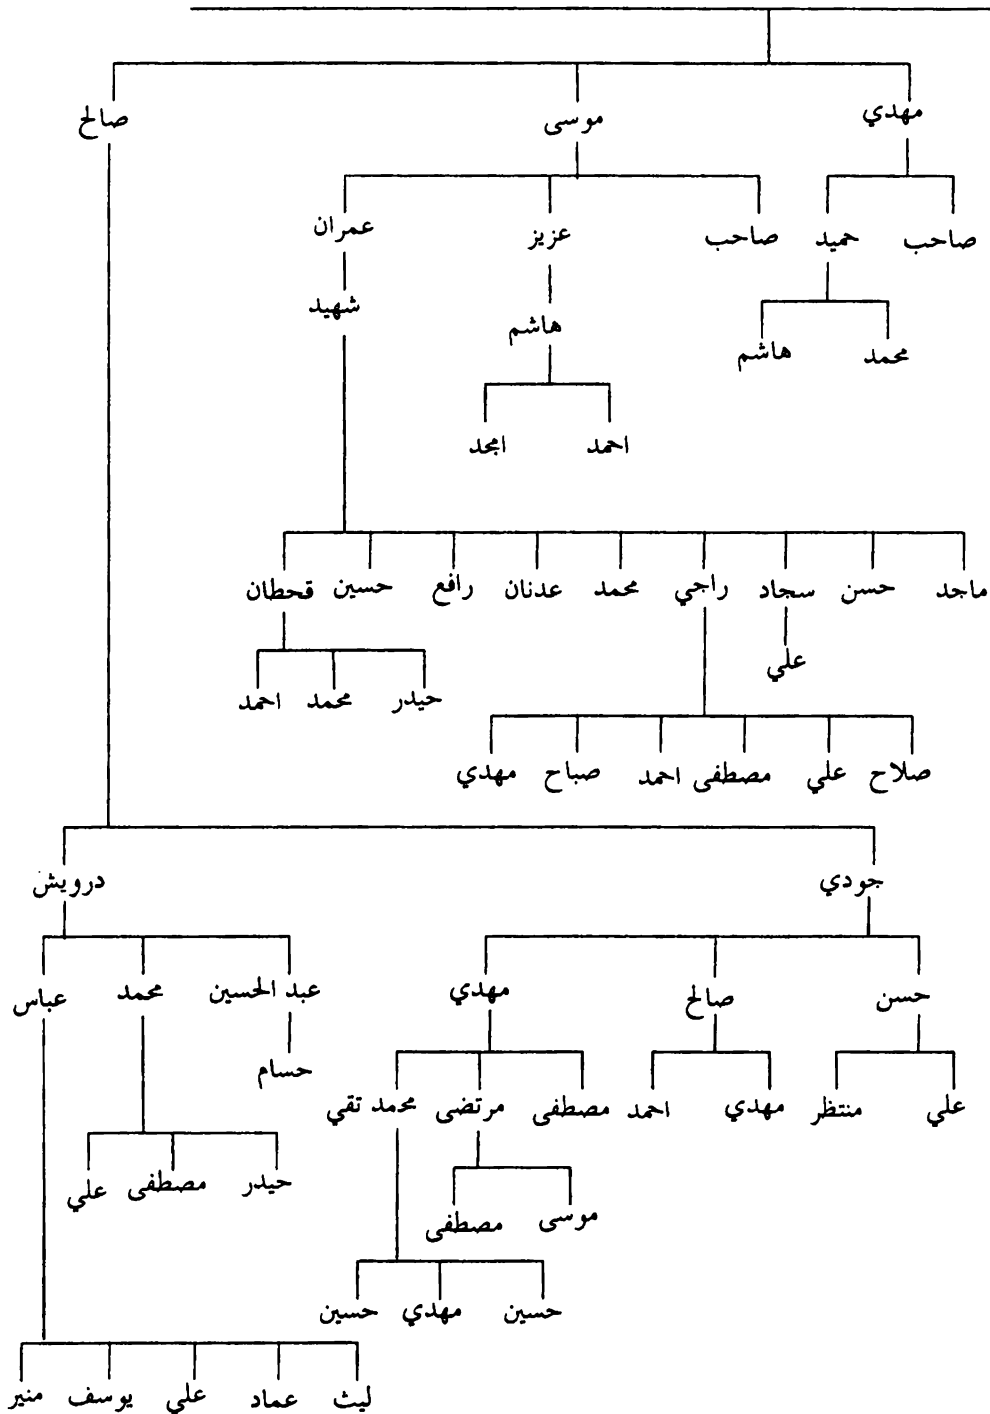 مهدي موسى صالح
صاحب حميد صاحب عزيز عمران
شهيد
محمد هاشم هاشم
احمد امجد
ماجد حسن سجاد راجي محمد عدنان رافع حسين قحطان
علي
حيدر محمد احمد
صلاح علي مصطفى احمد صباح مهدي
جودي درويش
حسن صالح مهدي عبد الحسين محمد عباس
حسام
علي منتظر مهدي احمد مصطفى مرتضى محمد تقي
حيدر مصطفى علي
موسى مصطفى
حسين مهدي حسين
ليث عماد علي يوسف منير